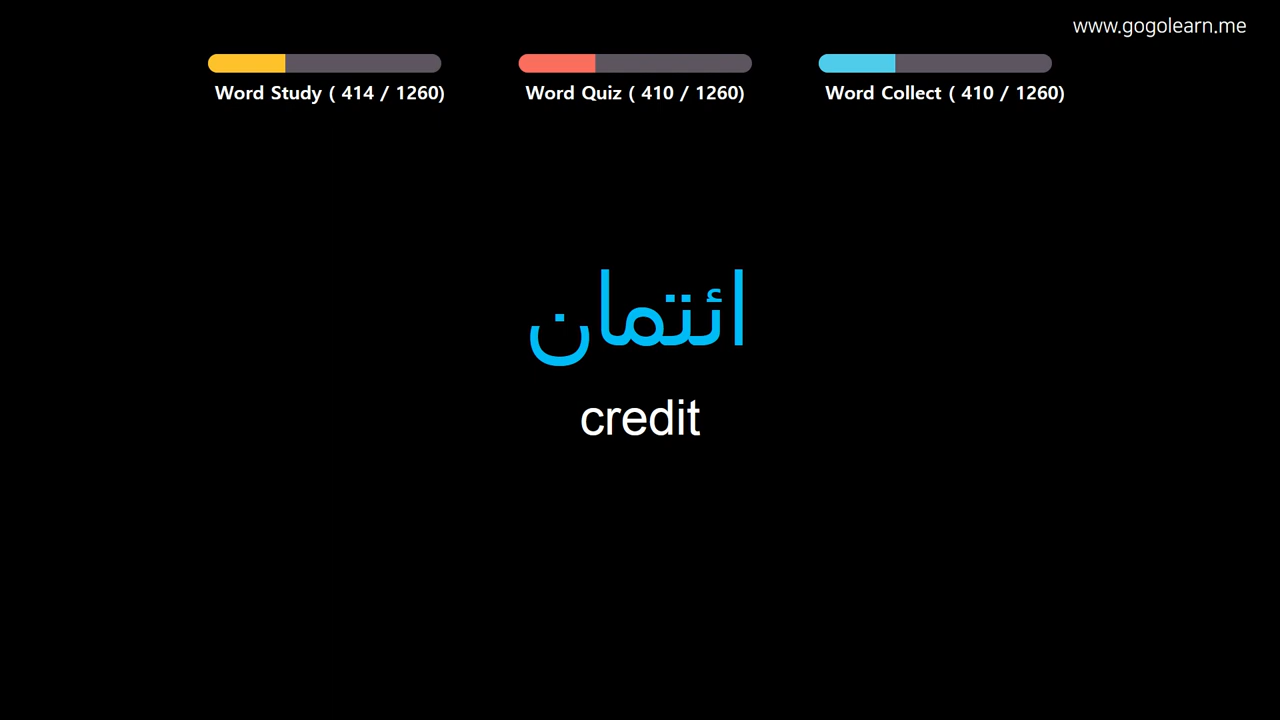 www.gogolearn.me
Word Study ( 414 / 1260)
Word Quiz ( 410 / 1260)
Word Collect ( 410 / 1260)
ائتمان
credit